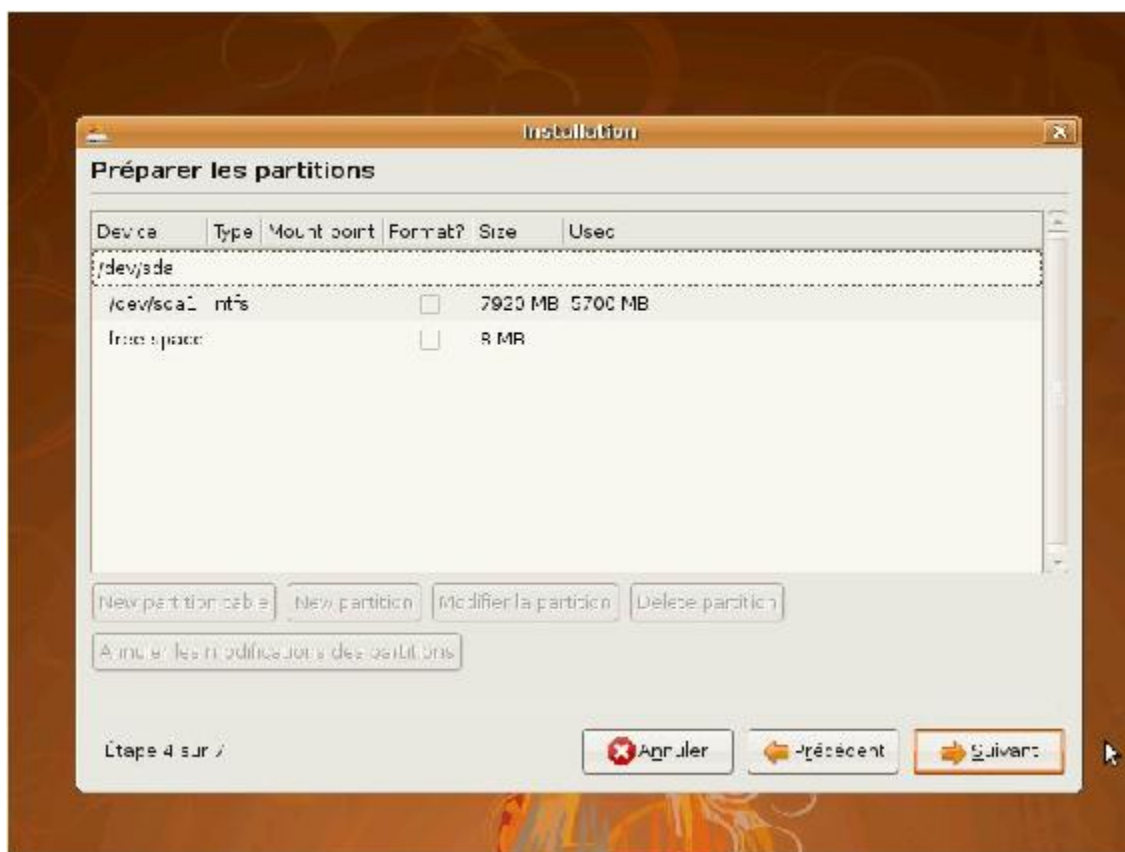 Installation
Préparer les partitions
Device Type Mount point Format? Size Used
/dev/sda
/dev/sda1 ntfs 7920 MB 5700 MB
free space 8 MB
New partition table New partition Modifier la partition Delete partition
Annuler les modifications des partitions
Étape 4 sur 7 Annuler Précédent Suivant